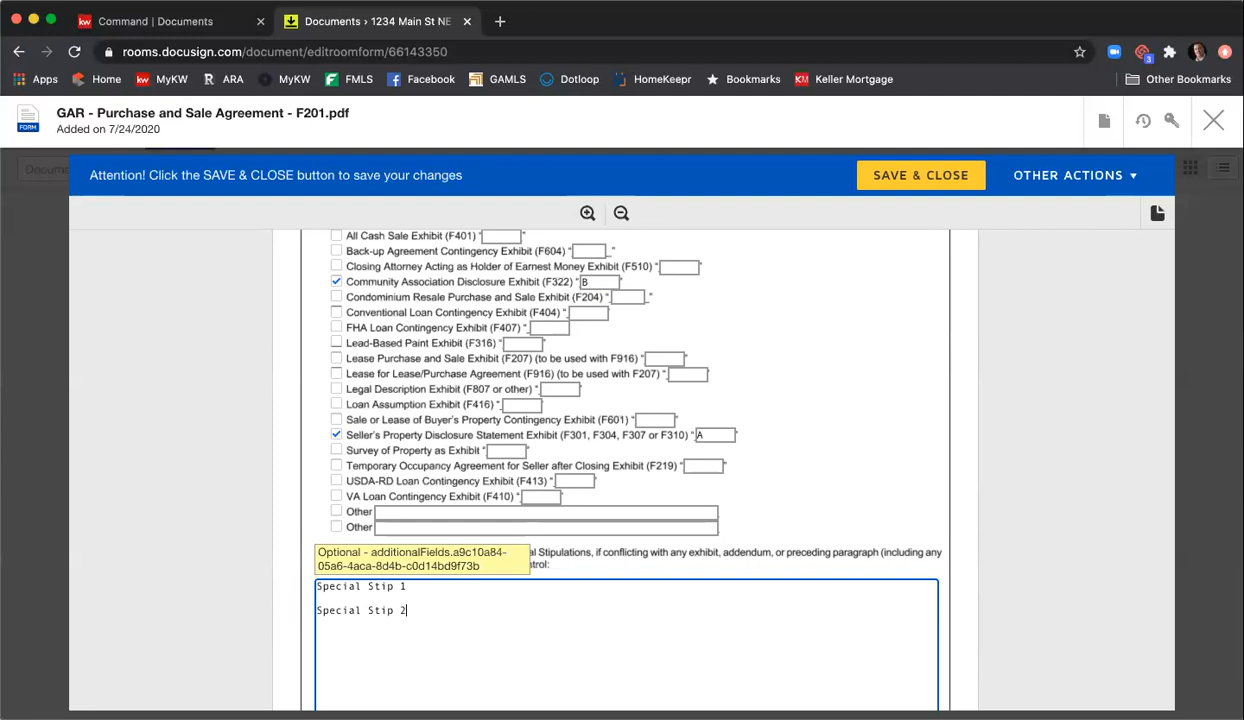 kw Command | Documents
Documents › 1234 Main St NE
rooms.docusign.com/document/editroomform/66143350
3
Apps Home kw MyKW R ARA MyKW FMLS Facebook GAMLS Dotloop HomeKeepr Bookmarks KM Keller Mortgage Other Bookmarks
FORM
GAR - Purchase and Sale Agreement - F201.pdf
Added on 7/24/2020
Docume
Attention! Click the SAVE & CLOSE button to save your changes
SAVE & CLOSE
OTHER ACTIONS
All Cash Sale Exhibit (F401) "
Back-up Agreement Contingency Exhibit (F604) " "
Closing Attorney Acting as Holder of Earnest Money Exhibit (F510) " "
Community Association Disclosure Exhibit (F322) "B "
Condominium Resale Purchase and Sale Exhibit (F204) " "
Conventional Loan Contingency Exhibit (F404) "
FHA Loan Contingency Exhibit (F407) " "
Lead-Based Paint Exhibit (F316) " "
Lease Purchase and Sale Exhibit (F207) (to be used with F916) " "
Lease for Lease/Purchase Agreement (F916) (to be used with F207) " "
Legal Description Exhibit (F807 or other) " "
Loan Assumption Exhibit (F416) " "
Sale or Lease of Buyer's Property Contingency Exhibit (F601) " "
Seller's Property Disclosure Statement Exhibit (F301, F304, F307 or F310) "A "
Survey of Property as Exhibit " "
Temporary Occupancy Agreement for Seller after Closing Exhibit (F219) " "
USDA-RD Loan Contingency Exhibit (F413) " "
VA Loan Contingency Exhibit (F410) " "
Other
Other
Optional - additionalFields.a9c10a84-
05a6-4aca-8d4b-c0d14bd9f73b
al Stipulations, if conflicting with any exhibit, addendum, or preceding paragraph (including any
ntrol:
Special Stip 1
Special Stip 2